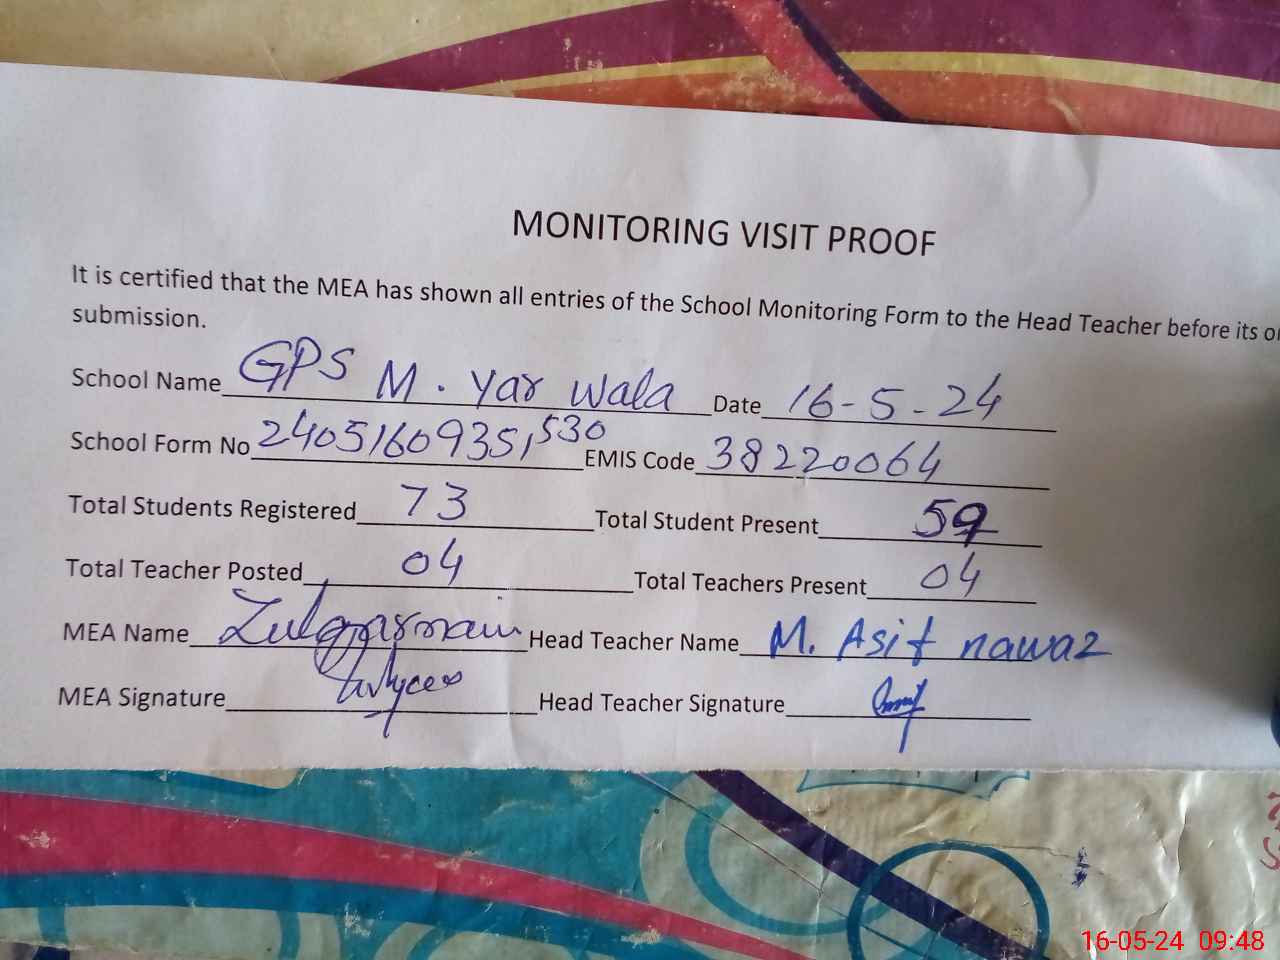 MONITORING VISIT PROOF
It is certified that the MEA has shown all entries of the School Monitoring Form to the Head Teacher before its
submission.
School Name GPS M. Yar Wala Date 16-5-24
School Form No 24051609351530 EMIS Code 38220064
Total Students Registered 73 Total Student Present 59
Total Teacher Posted 04 Total Teachers Present 04
MEA Name Head Teacher Name M. Asif nawaz
MEA Signature Head Teacher Signature
16-05-24 09:48